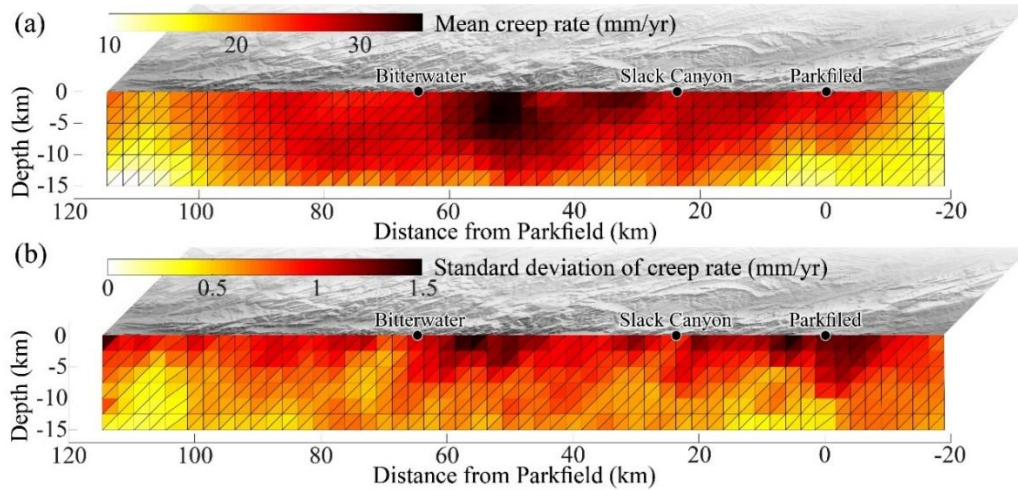 (a)
Mean creep rate (mm/yr)
10 20 30
Bitterwater Slack Canyon Parkfiled
Depth (km)
0
-5
-10
-15
120 100 80 60 40 20 0 -20
Distance from Parkfield (km)
(b)
Standard deviation of creep rate (mm/yr)
0 0.5 1 1.5
Bitterwater Slack Canyon Parkfiled
Depth (km)
0
-5
-10
-15
120 100 80 60 40 20 0 -20
Distance from Parkfield (km)